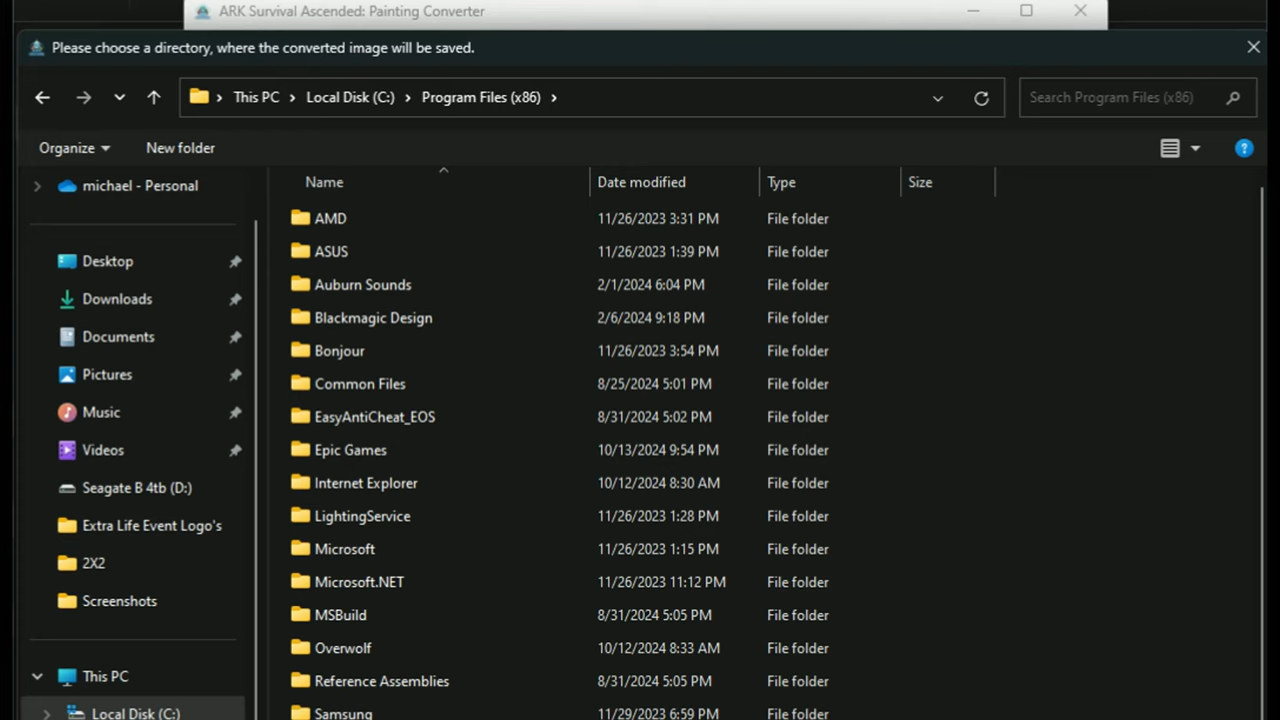 ARK Survival Ascended: Painting Converter
Please choose a directory, where the converted image will be saved.
This PC > Local Disk (C:) > Program Files (x86) >
Search Program Files (x86)
Organize
New folder
?
michael - Personal
Desktop
Downloads
Documents
Pictures
Music
Videos
Seagate B 4tb (D:)
Extra Life Event Logo's
2X2
Screenshots
This PC
Local Disk (C:)
Name Date modified Type Size
AMD 11/26/2023 3:31 PM File folder
ASUS 11/26/2023 1:39 PM File folder
Auburn Sounds 2/1/2024 6:04 PM File folder
Blackmagic Design 2/6/2024 9:18 PM File folder
Bonjour 11/26/2023 3:54 PM File folder
Common Files 8/25/2024 5:01 PM File folder
EasyAntiCheat_EOS 8/31/2024 5:02 PM File folder
Epic Games 10/13/2024 9:54 PM File folder
Internet Explorer 10/12/2024 8:30 AM File folder
LightingService 11/26/2023 1:28 PM File folder
Microsoft 11/26/2023 1:15 PM File folder
Microsoft.NET 11/26/2023 11:12 PM File folder
MSBuild 8/31/2024 5:05 PM File folder
Overwolf 10/12/2024 8:33 AM File folder
Reference Assemblies 8/31/2024 5:05 PM File folder
Samsung 11/29/2023 6:59 PM File folder